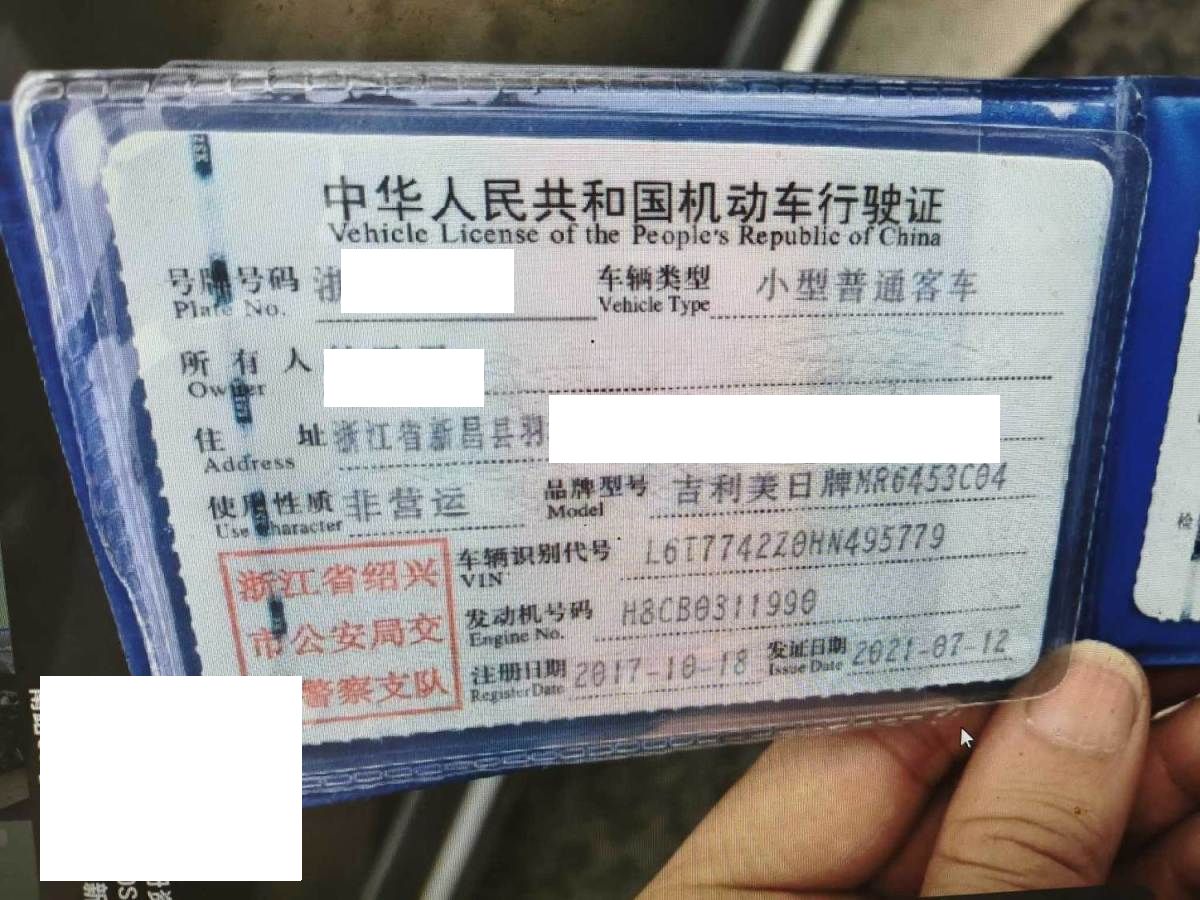 中华人民共和国机动车行驶证
Vehicle License of the People's Republic of China
号牌号码 浙 车辆类型 小型普通客车
Plate No. Vehicle Type
所有人
Owner
住址 浙江省新昌县羽
Address
使用性质 非营运 品牌型号 吉利美日牌MR6453C04
Use Character Model
车辆识别代号 L6T7742Z0HN495779
VIN
发动机号码 H8CB0311990
Engine No.
注册日期 2017-10-18 发证日期 2021-07-12
Register Date Issue Date
浙江省绍兴
市公安局交
警察支队
检